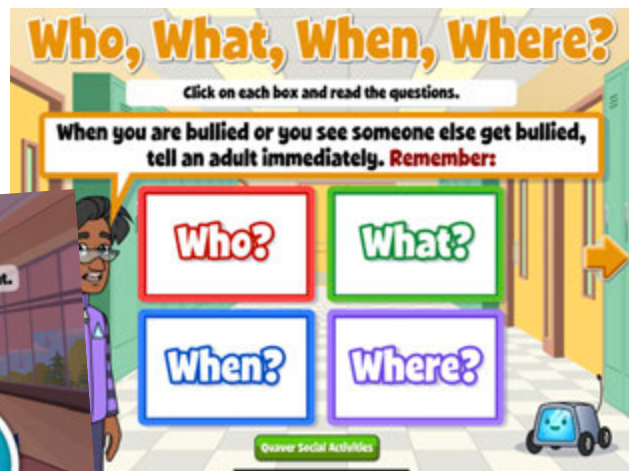 Who, What, When, Where?
Click on each box and read the questions.
When you are bullied or you see someone else get bullied,
tell an adult immediately. Remember:
Who?
What?
When?
Where?
Quaver Social Activities